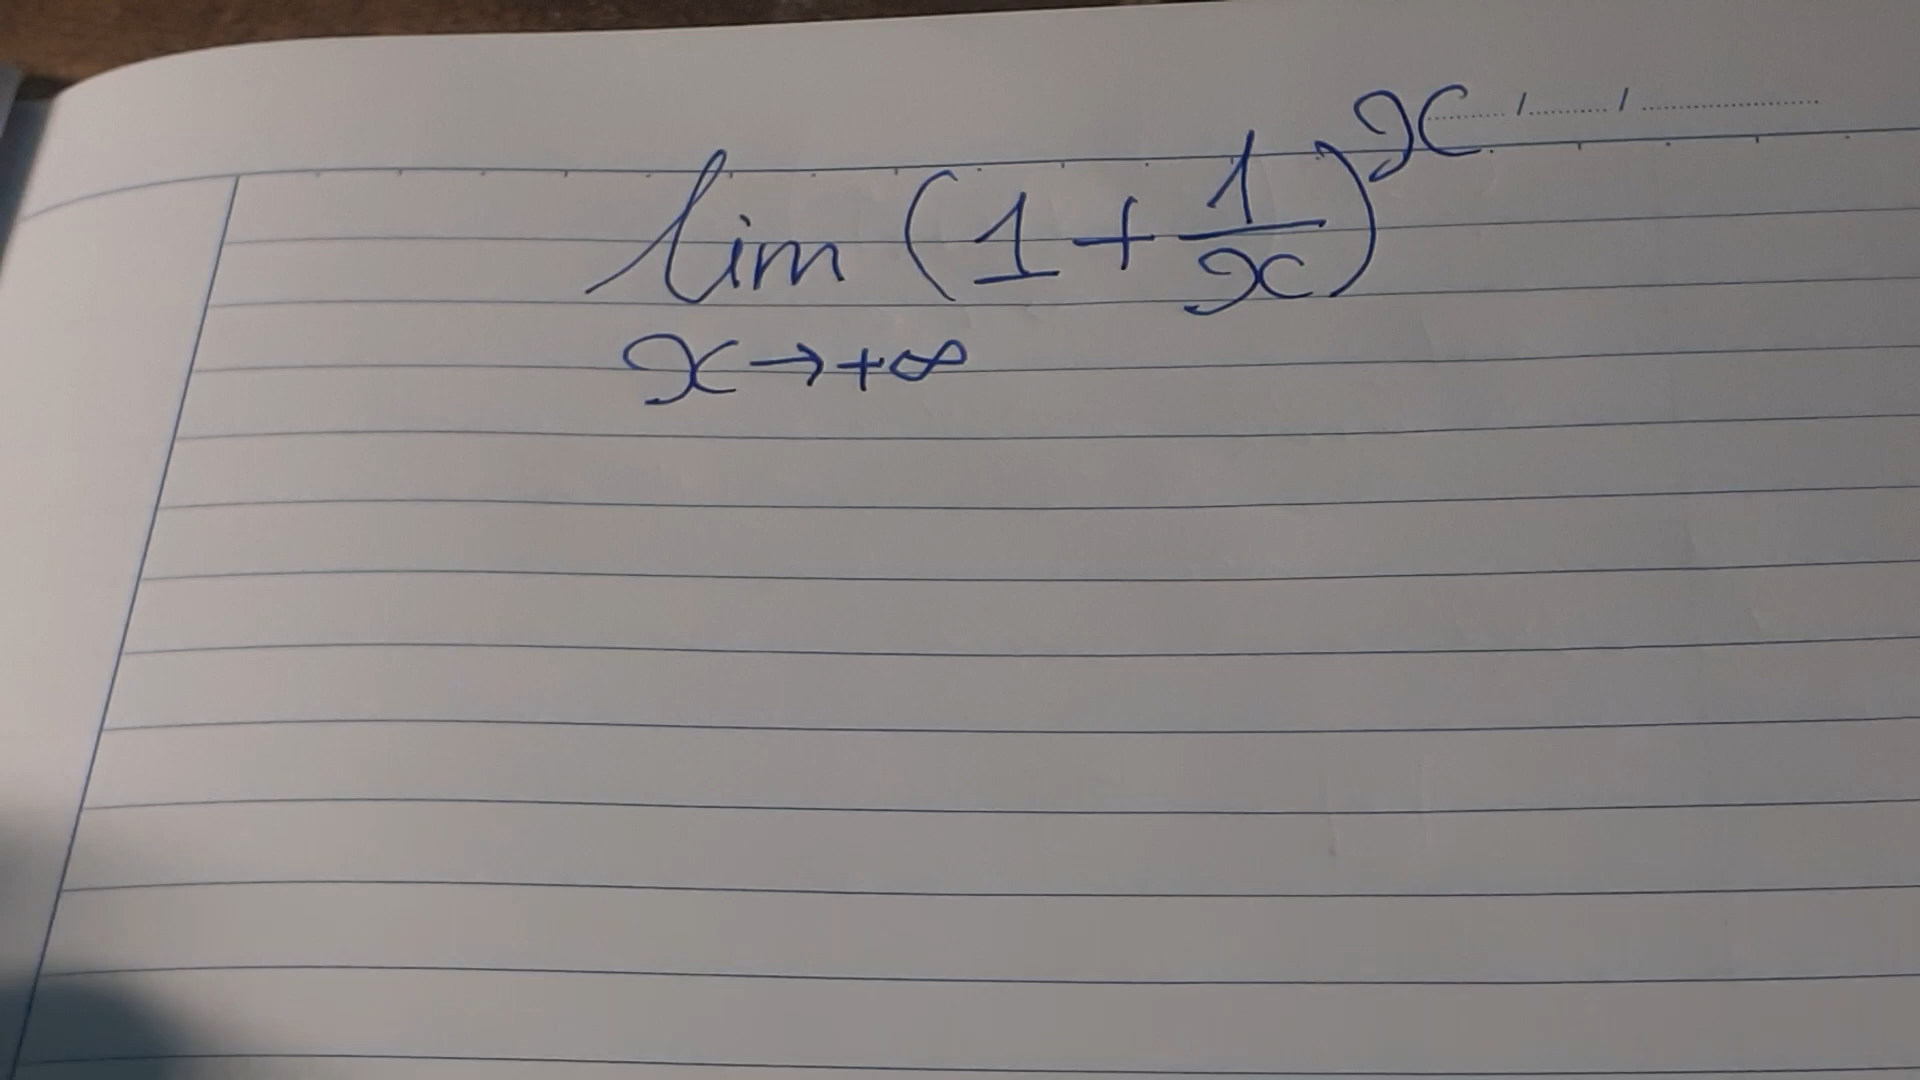 lim (1 + 1/x)^x
x → +∞